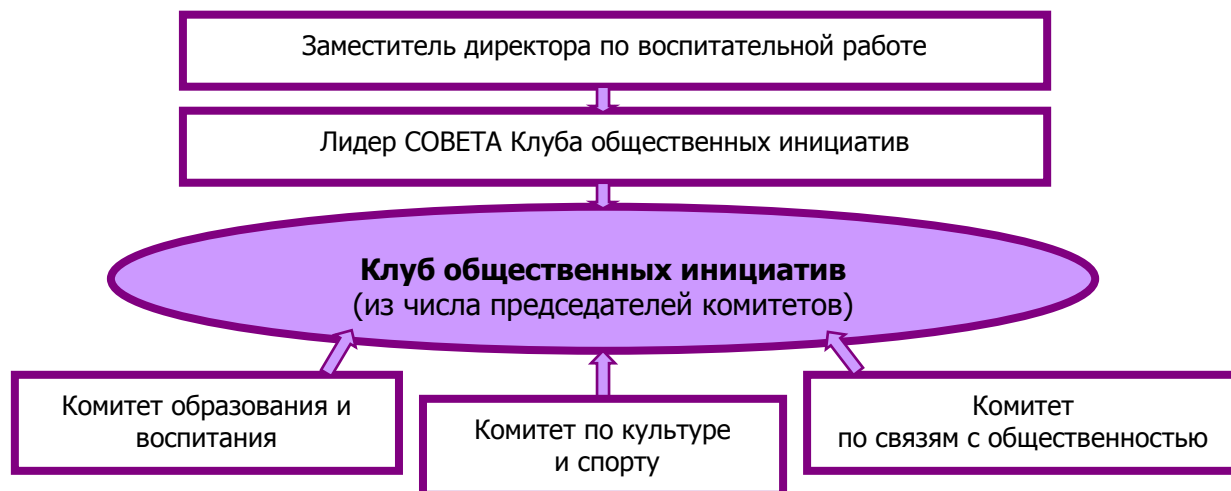 Заместитель директора по воспитательной работе
Лидер СОВЕТА Клуба общественных инициатив
Клуб общественных инициатив
(из числа председателей комитетов)
Комитет образования и
воспитания
Комитет по культуре
и спорту
Комитет
по связям с общественностью